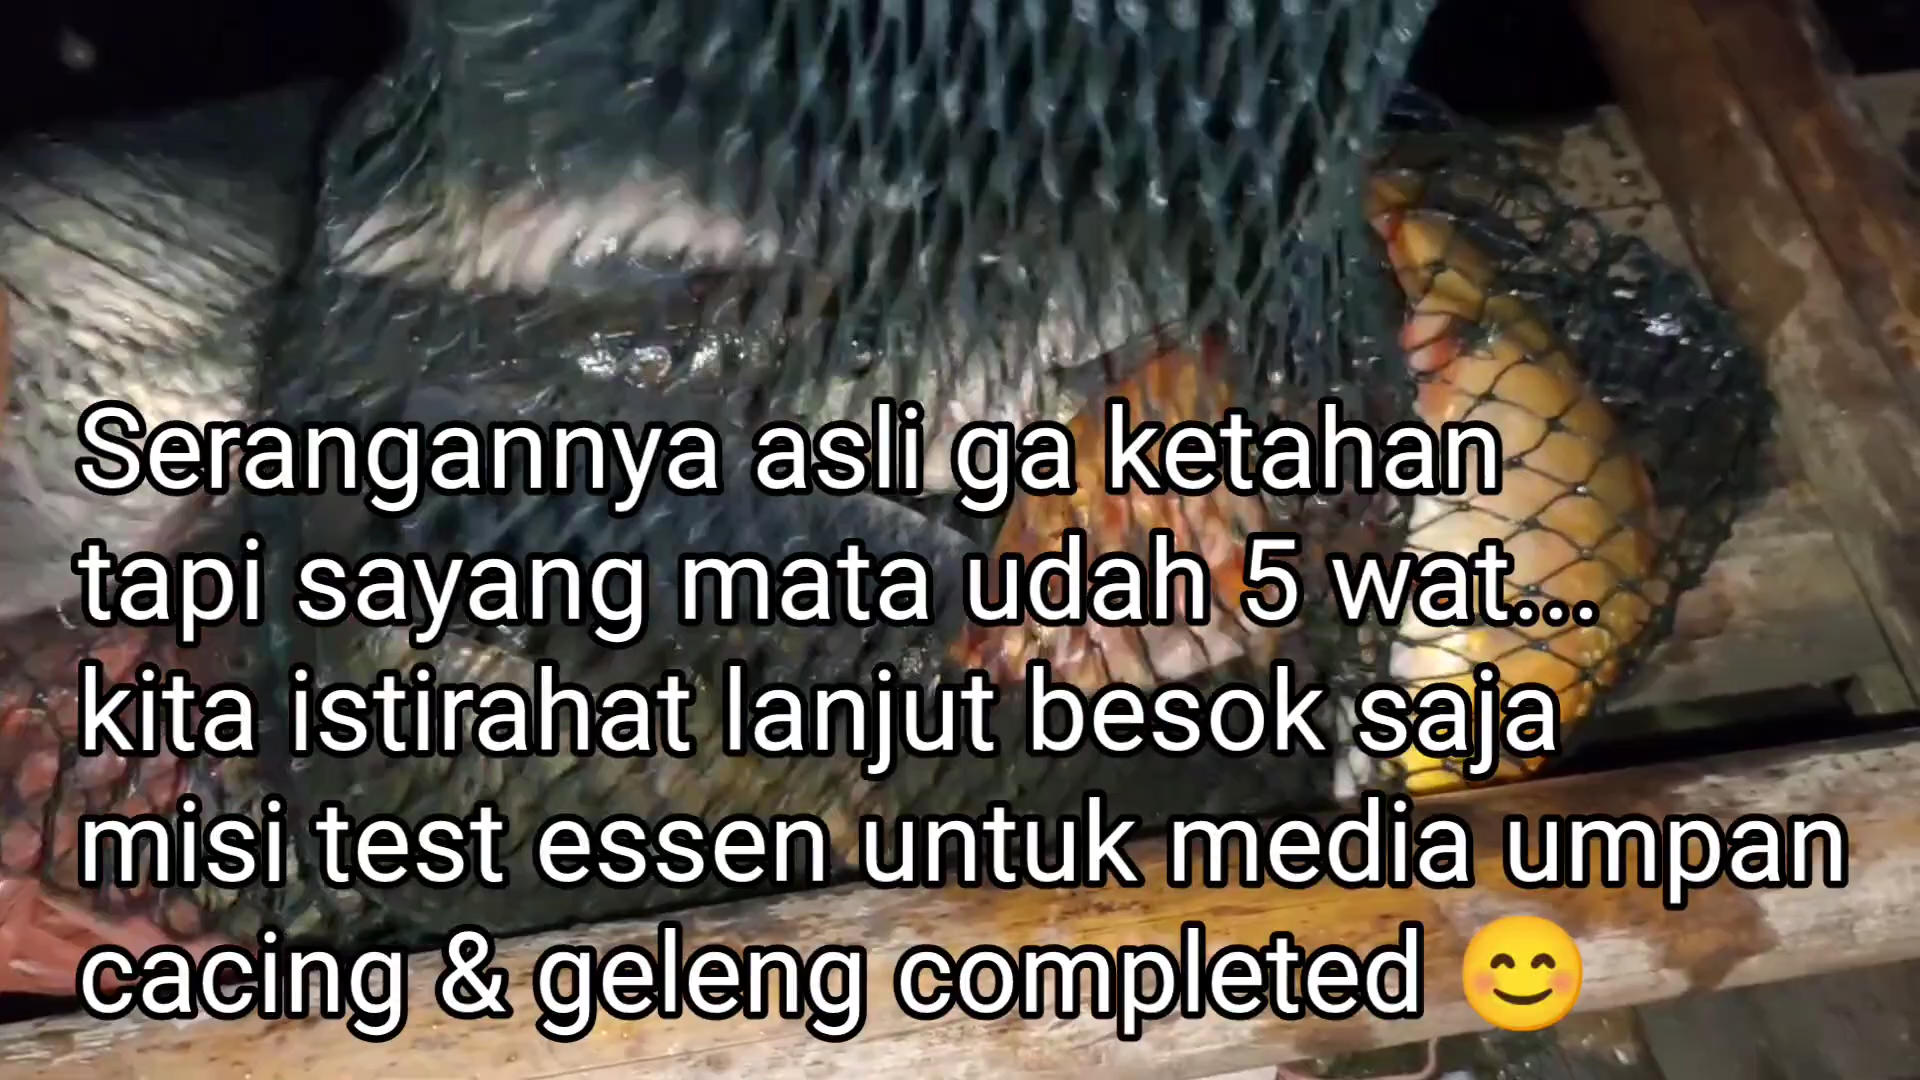 Serangannya asli ga ketahan
tapi sayang mata udah 5 wat...
kita istirahat lanjut besok saja
misi test essen untuk media umpan
cacing & geleng completed 😊